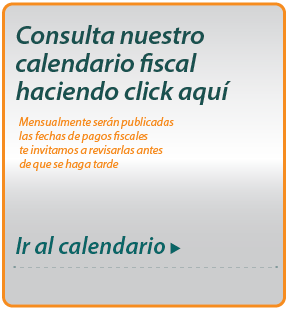 Consulta nuestro
calendario fiscal
haciendo click aquí
Mensualmente serán publicadas
las fechas de pagos fiscales
te invitamos a revisarlas antes
de que se haga tarde
Ir al calendario ▶